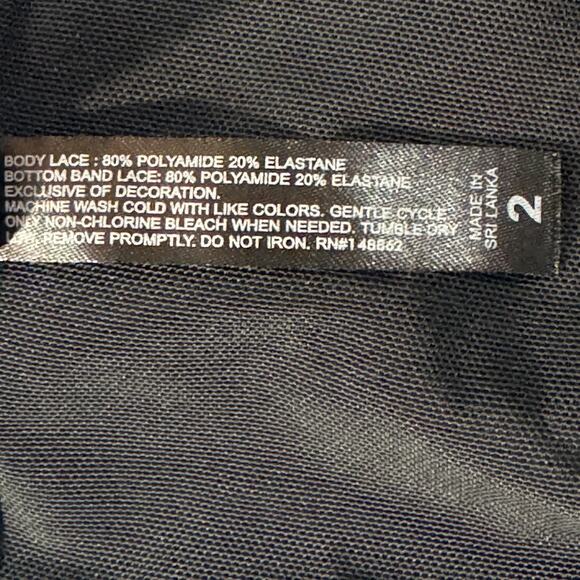 BODY LACE : 80% POLYAMIDE 20% ELASTANE
BOTTOM BAND LACE: 80% POLYAMIDE 20% ELASTANE
EXCLUSIVE OF DECORATION.
MACHINE WASH COLD WITH LIKE COLORS. GENTLE CYCLE
ONLY NON-CHLORINE BLEACH WHEN NEEDED. TUMBLE DRY
LOW, REMOVE PROMPTLY. DO NOT IRON. RN#148862
MADE IN
SRI LANKA
2